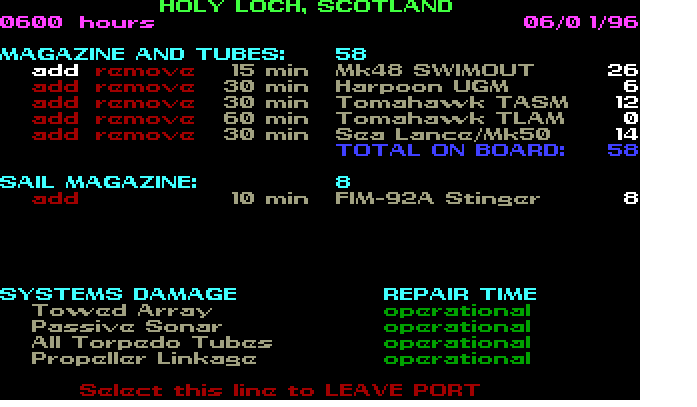 HOLY LOCH, SCOTLAND
0600 hours 06/01/96
MAGAZINE AND TUBES: 58
add remove 15 min Mk48 SWIMOUT 26
add remove 30 min Harpoon UGM 6
add remove 30 min Tomahawk TASM 12
add remove 60 min Tomahawk TLAM 0
add remove 30 min Sea Lance/Mk50 14
TOTAL ON BOARD: 58
SAIL MAGAZINE: 8
add 10 min FIM-92A Stinger 8
SYSTEMS DAMAGE REPAIR TIME
Towed Array operational
Passive Sonar operational
All Torpedo Tubes operational
Propeller Linkage operational
Select this line to LEAVE PORT